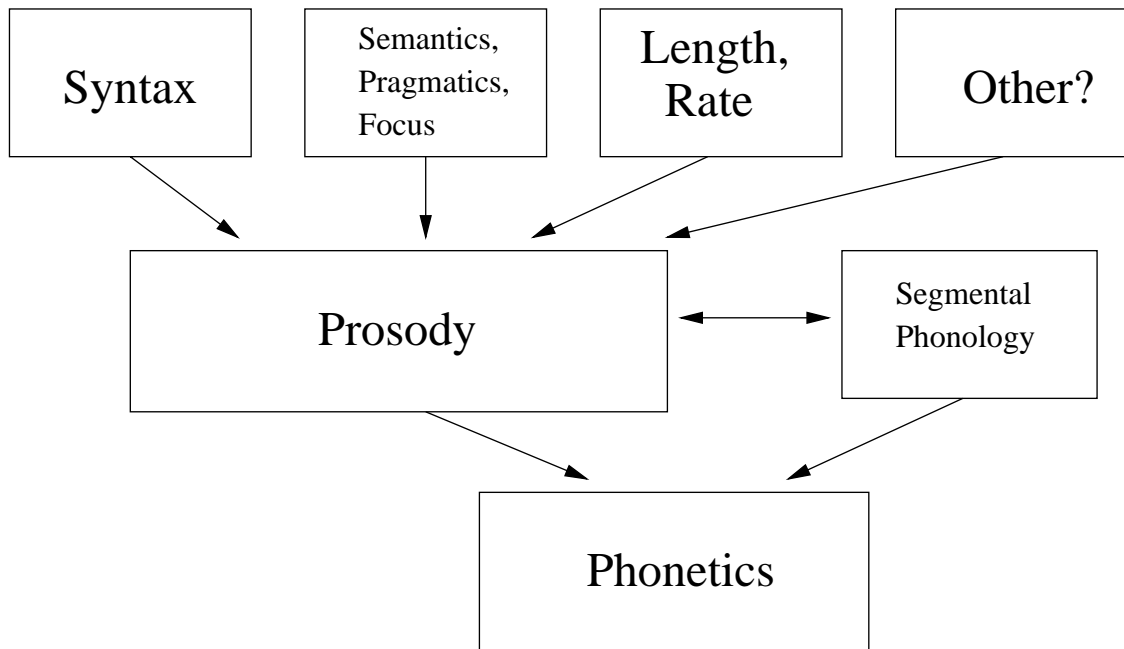 Syntax
Semantics,
Pragmatics,
Focus
Length,
Rate
Other?
Prosody
Segmental
Phonology
Phonetics